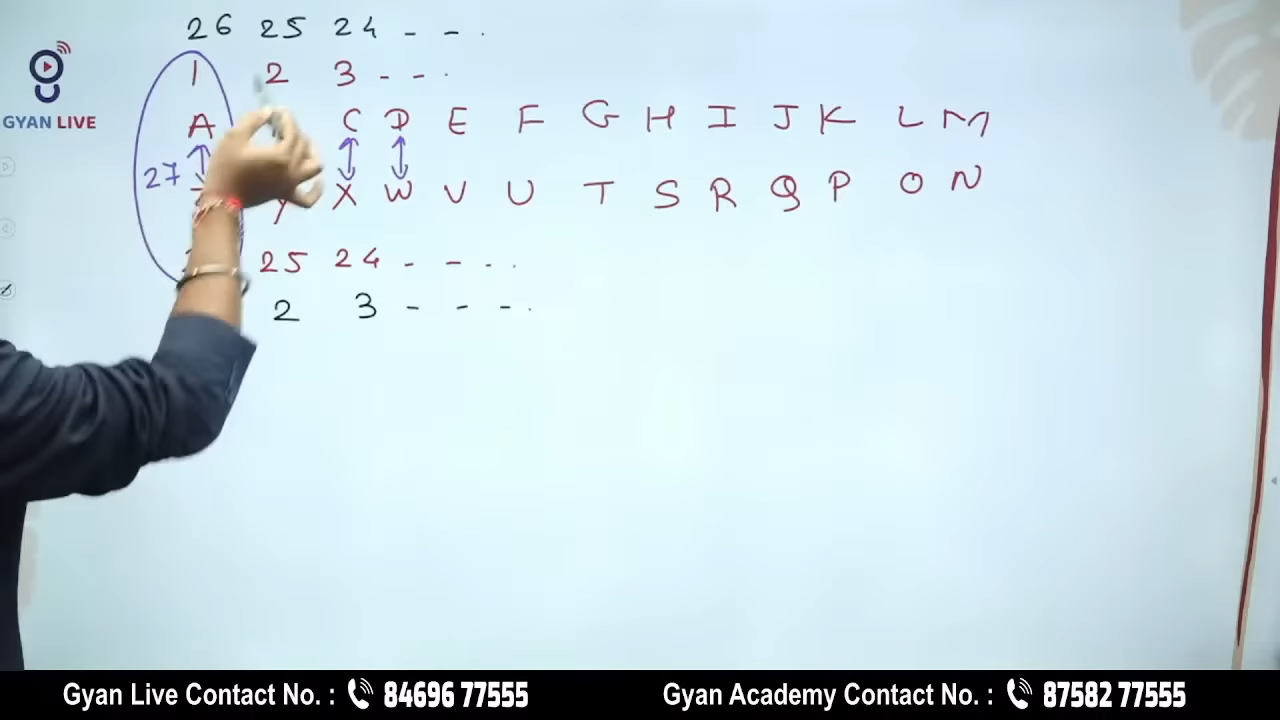 26 25 24 - - .
1 2 3 - - .
GYAN LIVE
A C D E F G H I J K L M
27
Y X W V U T S R Q P O N
25 24 - - . .
2 3 - - - .
Gyan Live Contact No. : 84696 77555 Gyan Academy Contact No. : 87582 77555